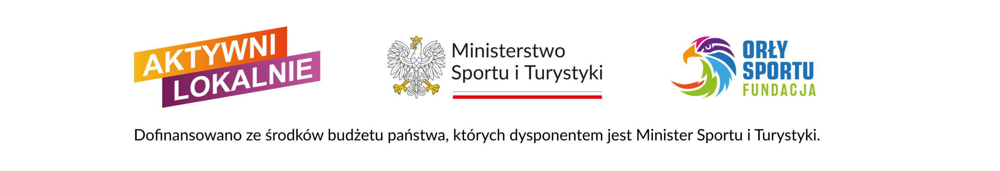 AKTYWNI
LOKALNIE
Ministerstwo
Sportu i Turystyki
ORŁY
SPORTU
FUNDACJA
Dofinansowano ze środków budżetu państwa, których dysponentem jest Minister Sportu i Turystyki.